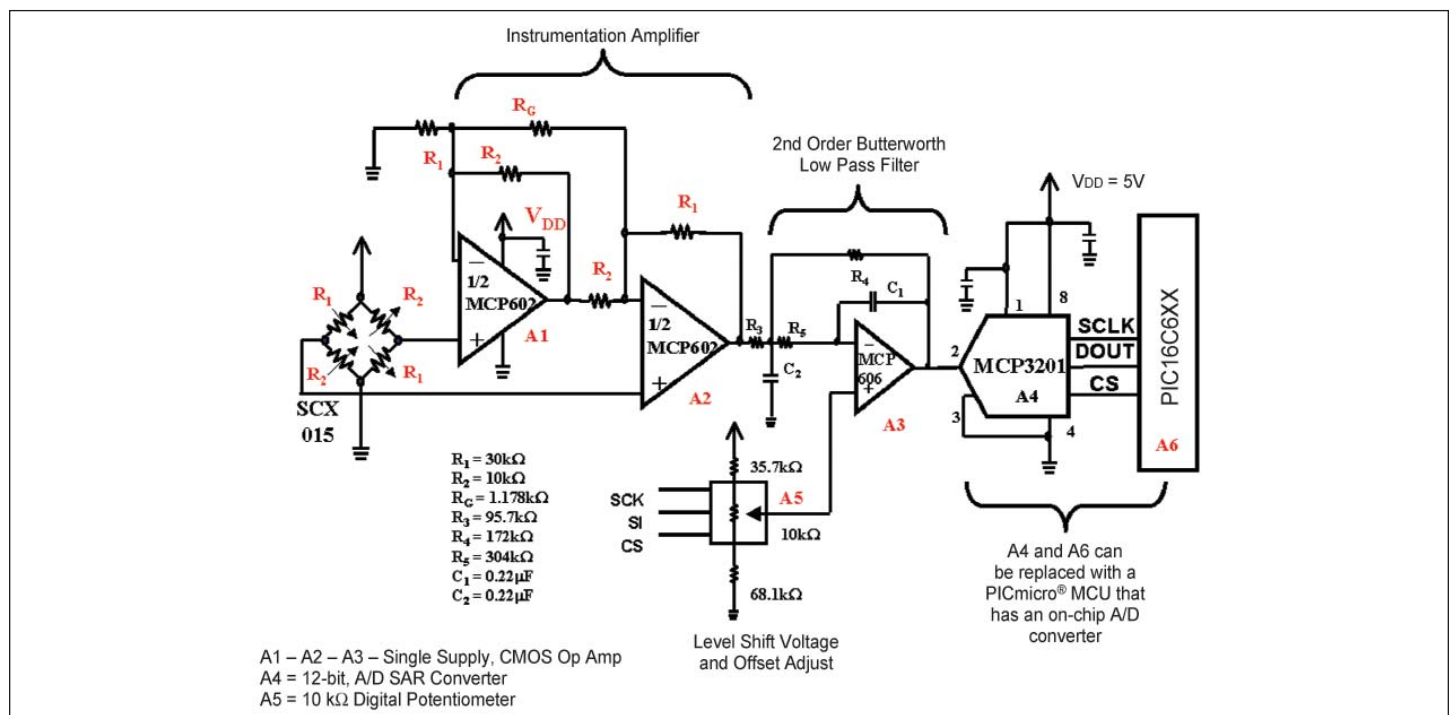 Instrumentation Amplifier
RG
R1
R2
VDD
1/2
MCP602
A1
R1
R2
R2
R1
SCX
015
R2
R1
1/2
MCP602
A2
2nd Order Butterworth
Low Pass Filter
R3
R5
R4
C1
C2
MCP
606
A3
VDD = 5V
1
8
2
3
4
MCP3201
A4
SCLK
DOUT
CS
PIC16C6XX
A6
R1 = 30kΩ
R2 = 10kΩ
RG = 1.178kΩ
R3 = 95.7kΩ
R4 = 172kΩ
R5 = 304kΩ
C1 = 0.22µF
C2 = 0.22µF
SCK
SI
CS
35.7kΩ
A5
10kΩ
68.1kΩ
Level Shift Voltage
and Offset Adjust
A4 and A6 can
be replaced with a
PICmicro® MCU that
has an on-chip A/D
converter
A1 – A2 – A3 – Single Supply, CMOS Op Amp
A4 = 12-bit, A/D SAR Converter
A5 = 10 kΩ Digital Potentiometer
- +
- +
- +